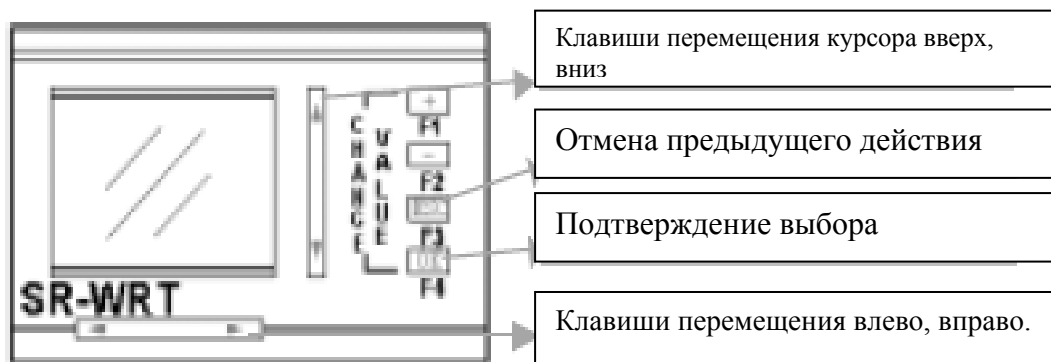 Клавиши перемещения курсора вверх,
вниз
Отмена предыдущего действия
Подтверждение выбора
Клавиши перемещения влево, вправо.
CHANGE
VALUE
+
F1
-
F2
F3
F4
SR-WRT